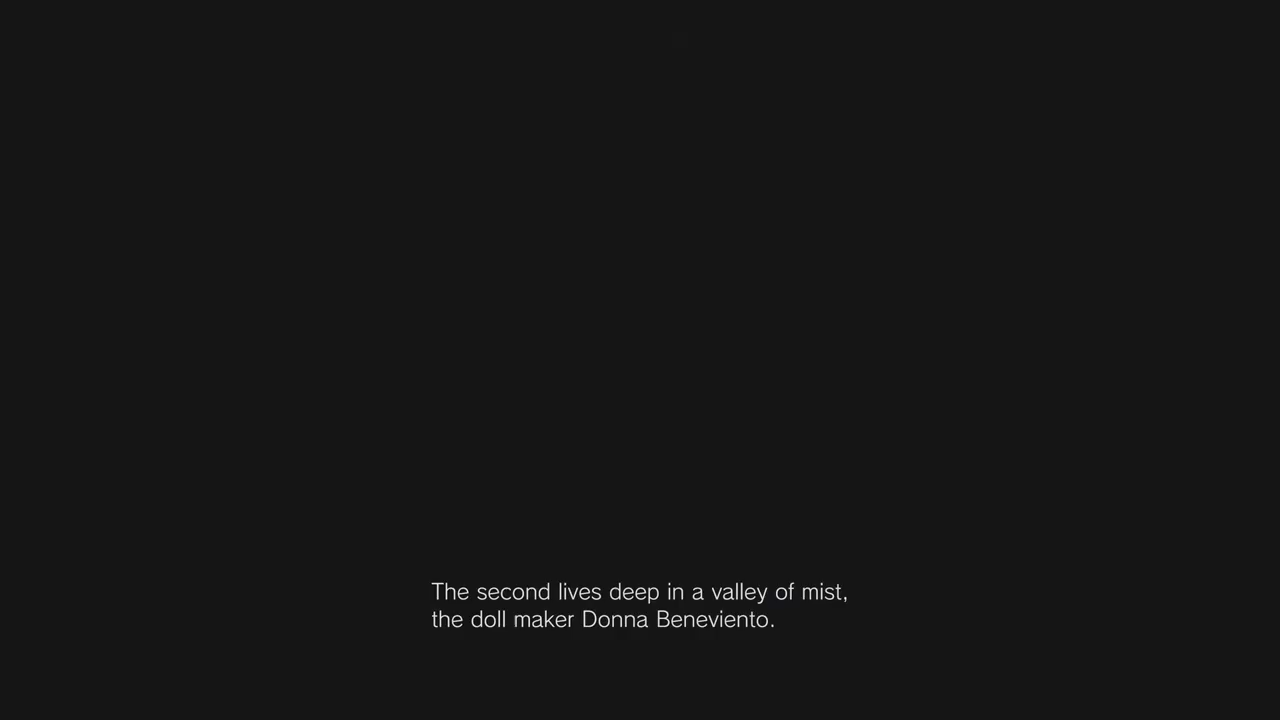 The second lives deep in a valley of mist,
the doll maker Donna Beneviento.